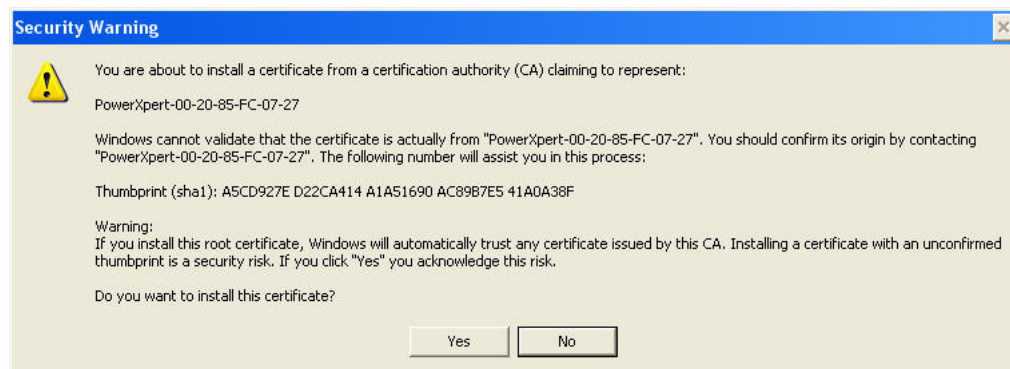 Security Warning
You are about to install a certificate from a certification authority (CA) claiming to represent:
PowerXpert-00-20-85-FC-07-27
Windows cannot validate that the certificate is actually from "PowerXpert-00-20-85-FC-07-27". You should confirm its origin by contacting
"PowerXpert-00-20-85-FC-07-27". The following number will assist you in this process:
Thumbprint (sha1): A5CD927E D22CA414 A1A51690 AC89B7E5 41A0A38F
Warning:
If you install this root certificate, Windows will automatically trust any certificate issued by this CA. Installing a certificate with an unconfirmed
thumbprint is a security risk. If you click "Yes" you acknowledge this risk.
Do you want to install this certificate?
Yes
No